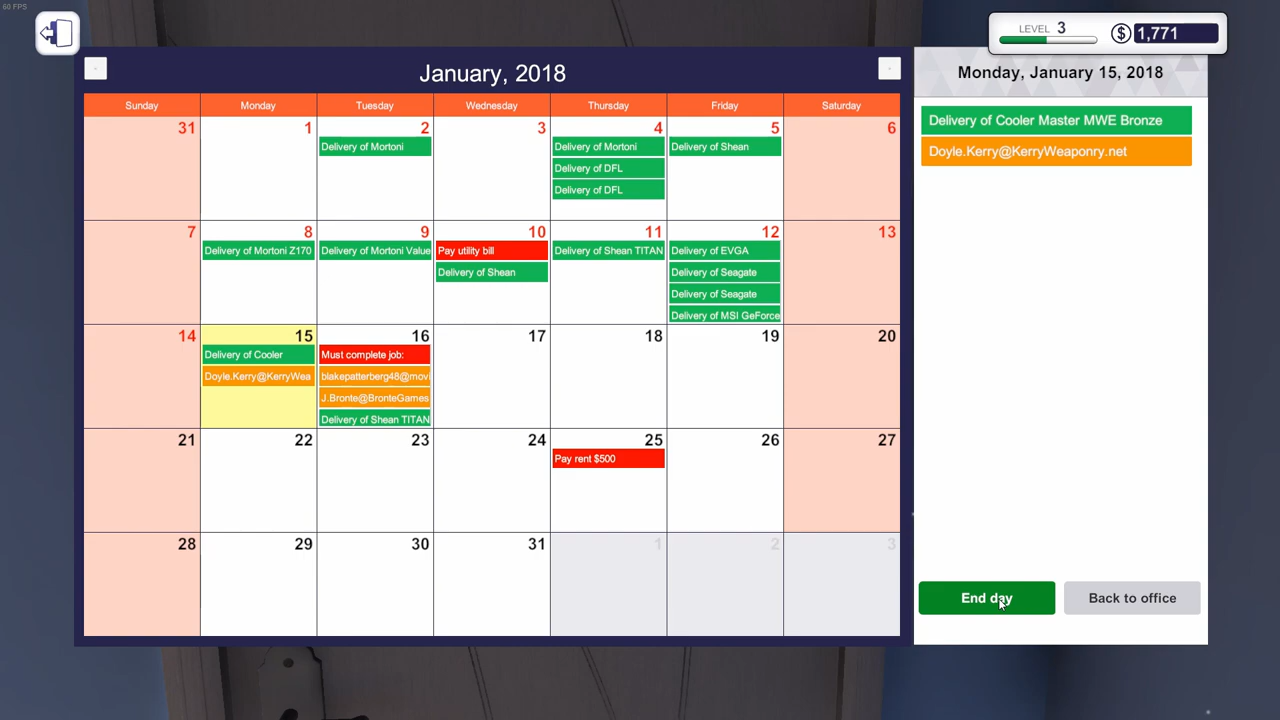 60 FPS
LEVEL 3
$ 1,771
January, 2018
Monday, January 15, 2018
Sunday Monday Tuesday Wednesday Thursday Friday Saturday
31 1 2 3 4 5 6
Delivery of Mortoni
Delivery of Mortoni
Delivery of DFL
Delivery of DFL
Delivery of Shean
7 8 9 10 11 12 13
Delivery of Mortoni Z170
Delivery of Mortoni Value
Pay utility bill
Delivery of Shean
Delivery of Shean TITAN
Delivery of EVGA
Delivery of Seagate
Delivery of Seagate
Delivery of MSI GeForce
14 15 16 17 18 19 20
Delivery of Cooler
Doyle.Kerry@KerryWea
Must complete job:
blakepatterberg48@movi
J.Bronte@BronteGames
Delivery of Shean TITAN
21 22 23 24 25 26 27
Pay rent $500
28 29 30 31 1 2 3
Delivery of Cooler Master MWE Bronze
Doyle.Kerry@KerryWeaponry.net
End day
Back to office